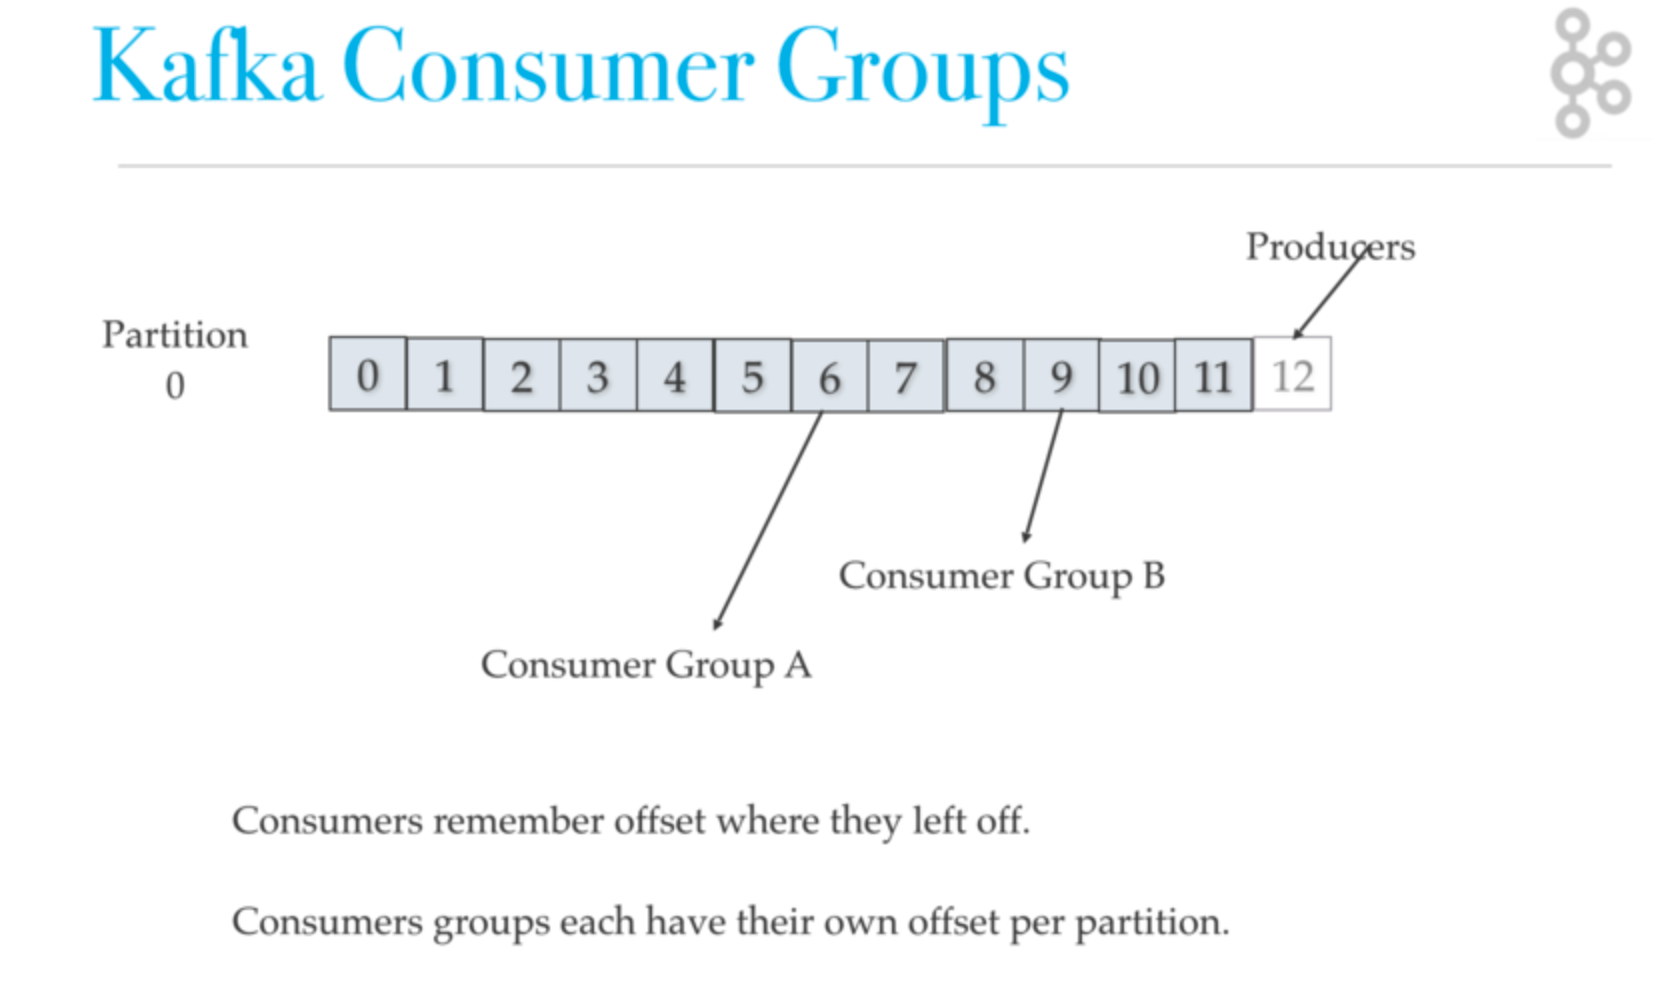 Kafka Consumer Groups
Producers
Partition
0
0 1 2 3 4 5 6 7 8 9 10 11 12
Consumer Group B
Consumer Group A
Consumers remember offset where they left off.
Consumers groups each have their own offset per partition.